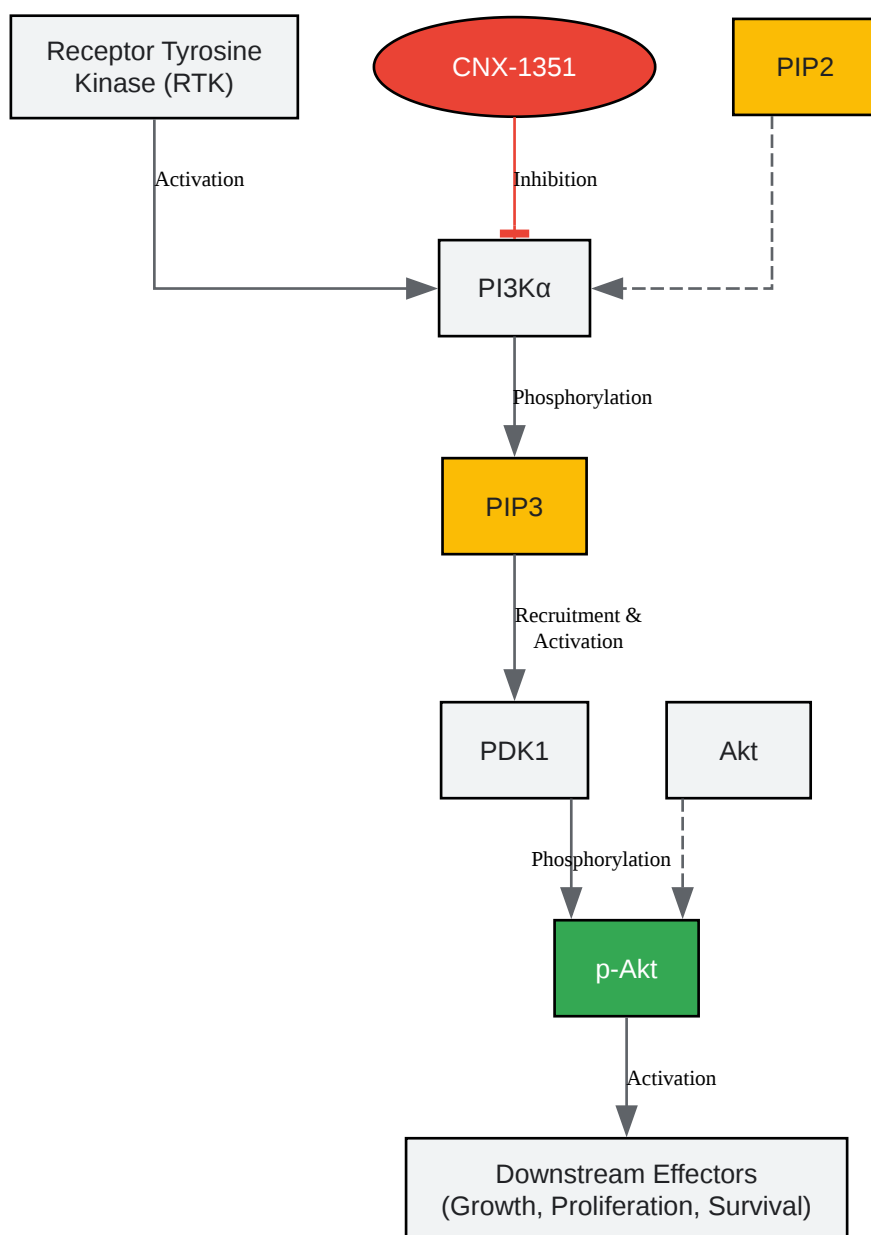 Receptor Tyrosine
Kinase (RTK)
CNX-1351
PIP2
Activation
Inhibition
PI3Kα
Phosphorylation
PIP3
Recruitment &
Activation
PDK1
Akt
Phosphorylation
p-Akt
Activation
Downstream Effectors
(Growth, Proliferation, Survival)